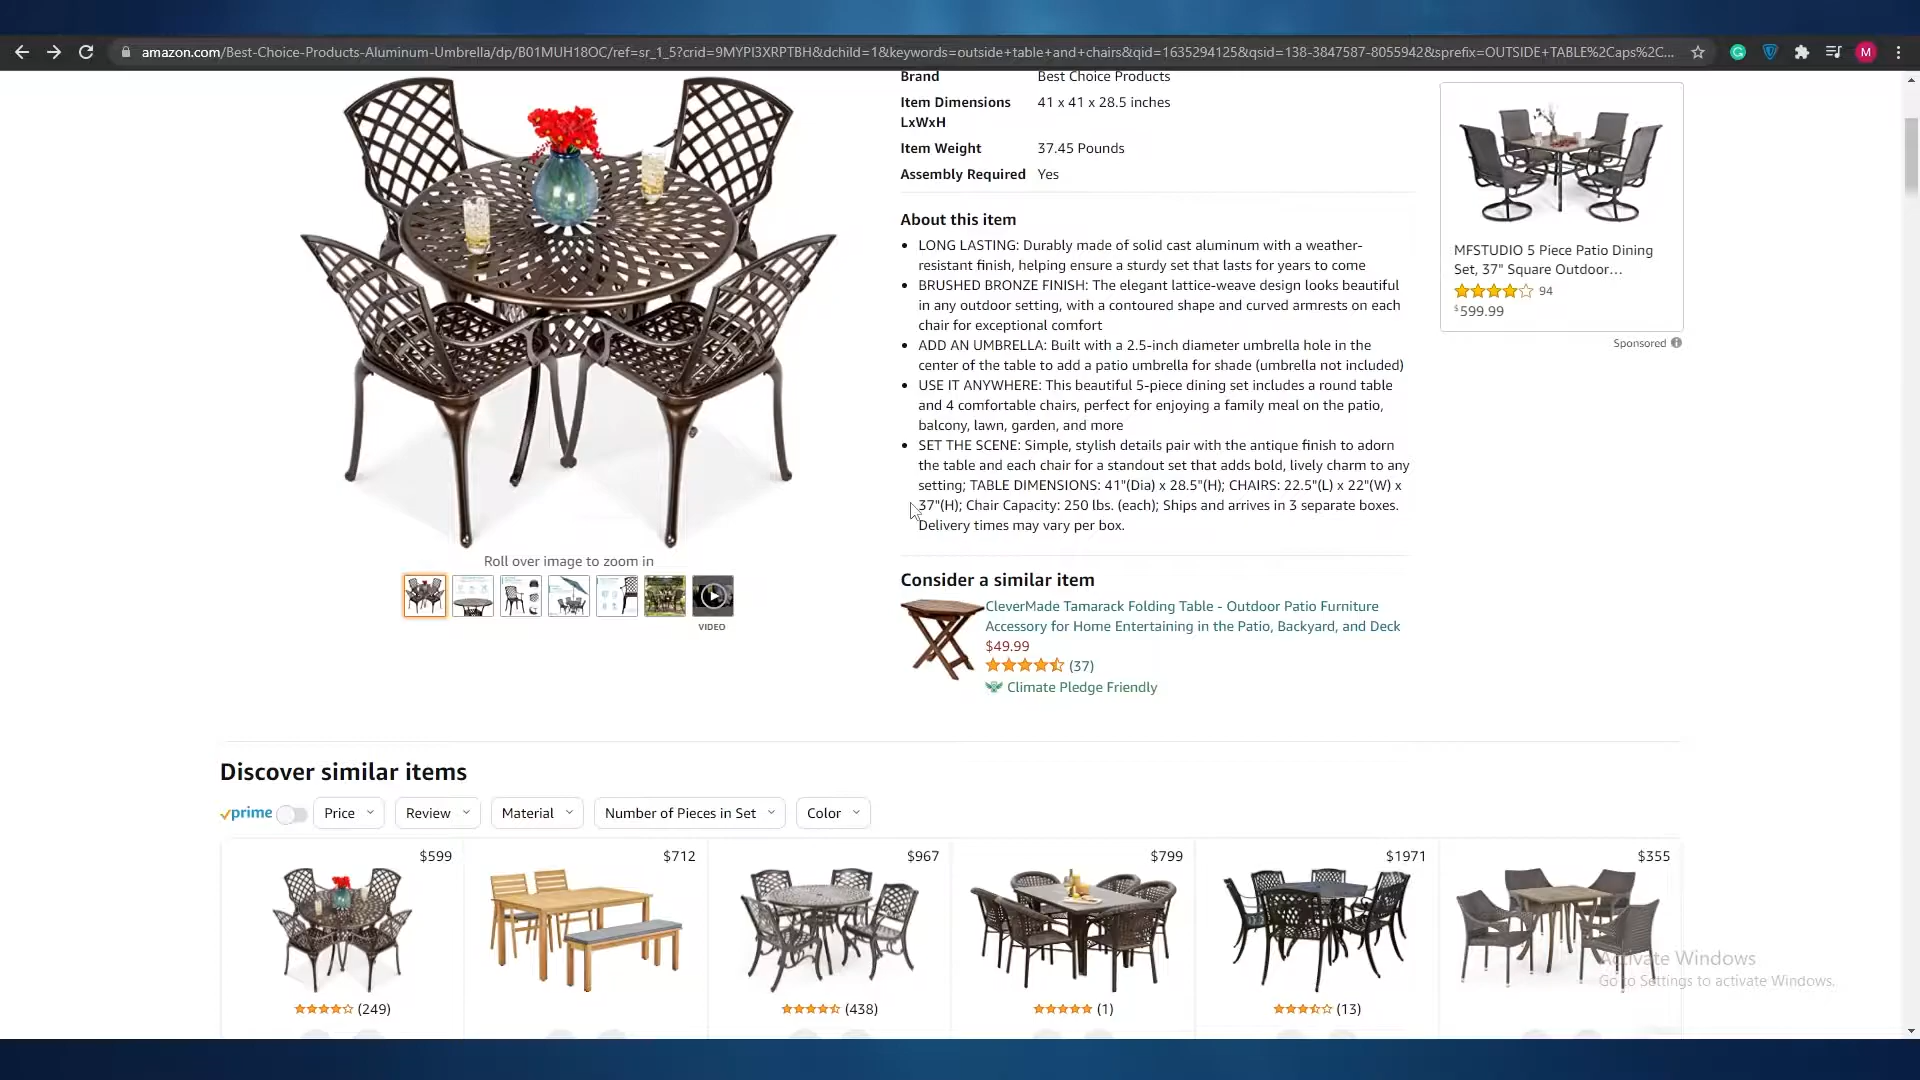 amazon.com/Best-Choice-Products-Aluminum-Umbrella/dp/B01MUH18OC/ref=sr_1_5?crid=9MYPI3XRPTBH&dchild=1&keywords=outside+table+and+chairs&qid=1635294125&qsid=138-3847587-8055942&sprefix=OUTSIDE+TABLE%2Caps%2C...
M
Brand Best Choice Products
Item Dimensions 41 x 41 x 28.5 inches
LxWxH
Item Weight 37.45 Pounds
Assembly Required Yes
About this item
LONG LASTING: Durably made of solid cast aluminum with a weather-
resistant finish, helping ensure a sturdy set that lasts for years to come
BRUSHED BRONZE FINISH: The elegant lattice-weave design looks beautiful
in any outdoor setting, with a contoured shape and curved armrests on each
chair for exceptional comfort
ADD AN UMBRELLA: Built with a 2.5-inch diameter umbrella hole in the
center of the table to add a patio umbrella for shade (umbrella not included)
USE IT ANYWHERE: This beautiful 5-piece dining set includes a round table
and 4 comfortable chairs, perfect for enjoying a family meal on the patio,
balcony, lawn, garden, and more
SET THE SCENE: Simple, stylish details pair with the antique finish to adorn
the table and each chair for a standout set that adds bold, lively charm to any
setting; TABLE DIMENSIONS: 41"(Dia) x 28.5"(H); CHAIRS: 22.5"(L) x 22"(W) x
37"(H); Chair Capacity: 250 lbs. (each); Ships and arrives in 3 separate boxes.
Delivery times may vary per box.
MFSTUDIO 5 Piece Patio Dining
Set, 37" Square Outdoor...
94
$599.99
Sponsored
Roll over image to zoom in
VIDEO
Consider a similar item
CleverMade Tamarack Folding Table - Outdoor Patio Furniture
Accessory for Home Entertaining in the Patio, Backyard, and Deck
$49.99
(37)
Climate Pledge Friendly
Discover similar items
prime Price Review Material Number of Pieces in Set Color
$599 $712 $967 $799 $1971 $355
(249) (438) (1) (13)
Activate Windows
Go to Settings to activate Windows.